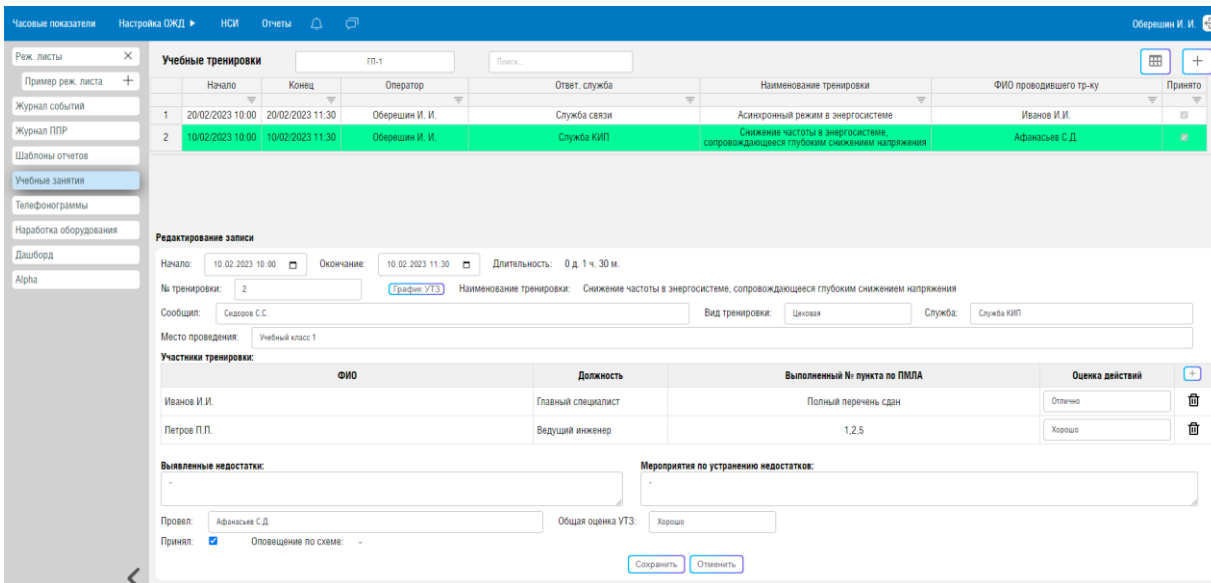 Часовые показатели Настройка ОЖД ▶ НСИ Отчеты Оберешин И. И.
Реж. листы
Пример реж. листа
Журнал событий
Журнал ППР
Шаблоны отчетов
Учебные занятия
Телефонограммы
Наработка оборудования
Дашборд
Alpha
Учебные тренировки ГП-1 Поиск...
Начало Конец Оператор Ответ. служба Наименование тренировки ФИО проводившего тр-ку Принято
1 20/02/2023 10:00 20/02/2023 11:30 Оберешин И. И. Служба связи Асинхронный режим в энергосистеме Иванов И.И.
2 10/02/2023 10:00 10/02/2023 11:30 Оберешин И. И. Служба КИП Снижение частоты в энергосистеме, сопровождающееся глубоким снижением напряжения Афанасьев С.Д.
Редактирование записи
Начало: 10.02.2023 10:00 Окончание: 10.02.2023 11:30 Длительность: 0 д. 1 ч. 30 м.
№ тренировки: 2 График УТЗ Наименование тренировки: Снижение частоты в энергосистеме, сопровождающееся глубоким снижением напряжения
Сообщил: Сидоров С.С. Вид тренировки: Цеховая Служба: Служба КИП
Место проведения: Учебный класс 1
Участники тренировки:
ФИО Должность Выполненный № пункта по ПМЛА Оценка действий
Иванов И.И. Главный специалист Полный перечень сдан Отлично
Петров П.П. Ведущий инженер 1,2,5 Хорошо
Выявленные недостатки: Мероприятия по устранению недостатков:
- -
Провел: Афанасьев С.Д. Общая оценка УТЗ: Хорошо
Принял: Оповещение по схеме: -
Сохранить Отменить